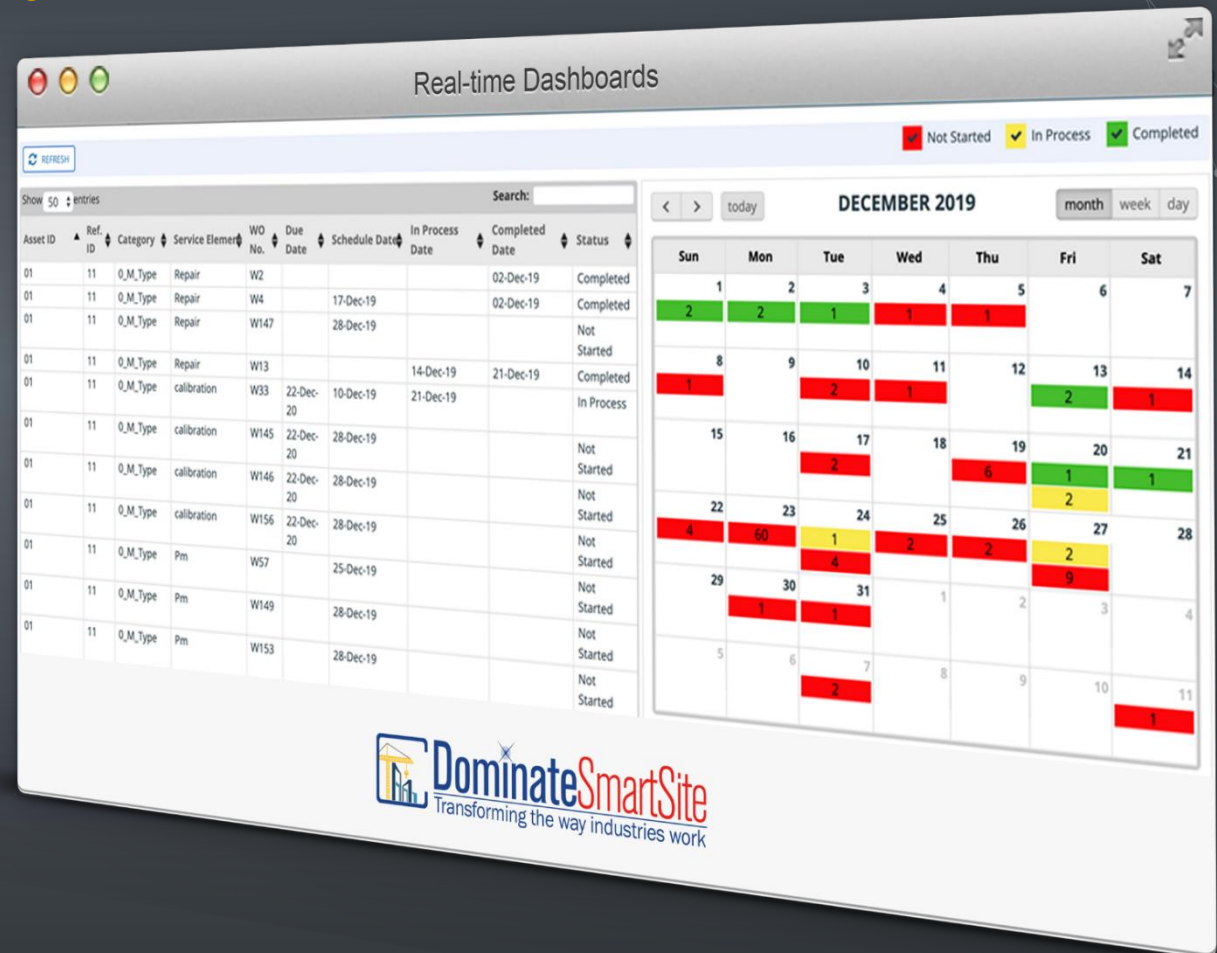 Real-time Dashboards
REFRESH
Not Started In Process Completed
Show 50 entries Search:
Asset ID Ref. ID Category Service Element WO No. Due Date Schedule Date In Process Date Completed Date Status
01 11 0_M_Type Repair W2 02-Dec-19 Completed
01 11 0_M_Type Repair W4 17-Dec-19 02-Dec-19 Completed
01 11 0_M_Type Repair W147 28-Dec-19 Not Started
01 11 0_M_Type Repair W13 14-Dec-19 21-Dec-19 Completed
01 11 0_M_Type calibration W33 22-Dec-20 10-Dec-19 21-Dec-19 In Process
01 11 0_M_Type calibration W145 22-Dec-20 28-Dec-19 Not Started
01 11 0_M_Type calibration W146 22-Dec-20 28-Dec-19 Not Started
01 11 0_M_Type calibration W156 22-Dec-20 28-Dec-19 Not Started
01 11 0_M_Type Pm W57 25-Dec-19 Not Started
01 11 0_M_Type Pm W149 28-Dec-19 Not Started
01 11 0_M_Type Pm W153 28-Dec-19 Not Started
< > today DECEMBER 2019 month week day
Sun Mon Tue Wed Thu Fri Sat
1 2 3 4 5 6 7
2 2 1 1 1
8 9 10 11 12 13 14
1 2 1 2 1
15 16 17 18 19 20 21
2 6 1 1
2
22 23 24 25 26 27 28
4 60 1 2 2 2
4 9
29 30 31 1 2 3 4
1 1
5 6 7 8 9 10 11
2 1
DominateSmartSite
Transforming the way industries work